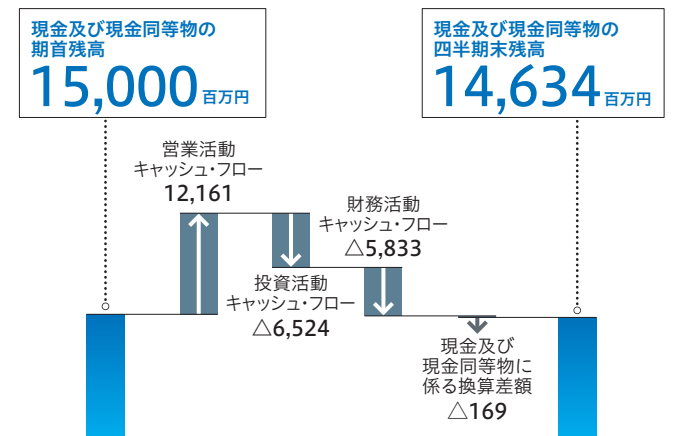 現金及び現金同等物の
期首残高
15,000百万円
現金及び現金同等物の
四半期末残高
14,634百万円
営業活動
キャッシュ・フロー
12,161
財務活動
キャッシュ・フロー
△5,833
投資活動
キャッシュ・フロー
△6,524
現金及び
現金同等物に
係る換算差額
△169